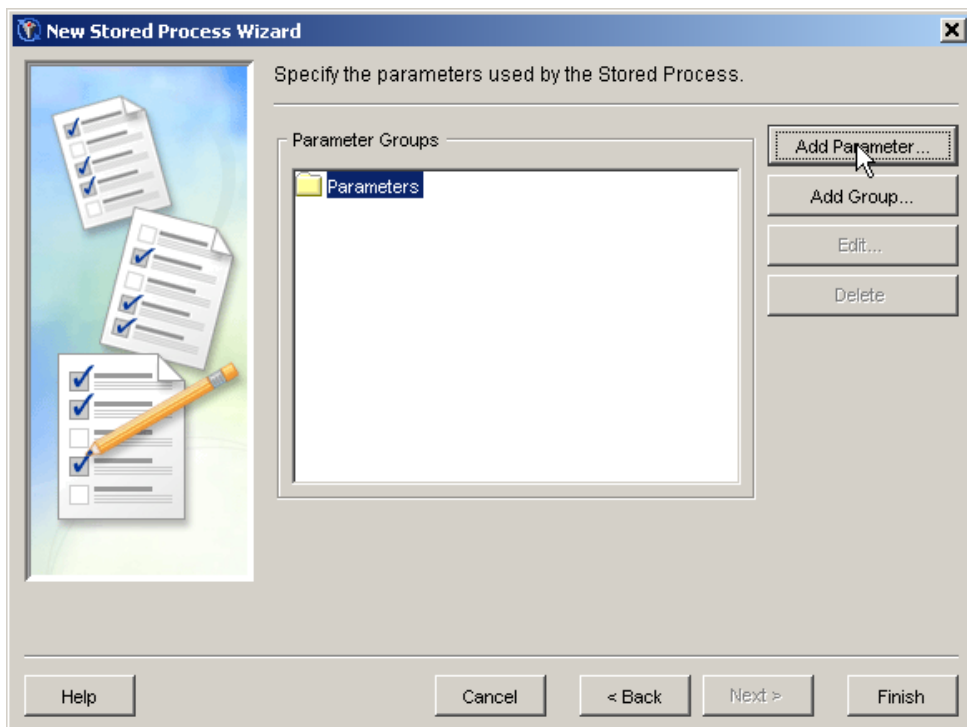 New Stored Process Wizard
Specify the parameters used by the Stored Process.
Parameter Groups
Parameters
Add Parameter...
Add Group...
Edit...
Delete
Help
Cancel
< Back
Next >
Finish